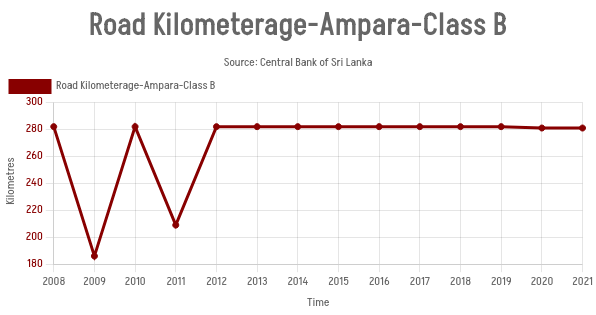 Road Kilometerage-Ampara-Class B
Source: Central Bank of Sri Lanka
Road Kilometerage-Ampara-Class B
300
280
260
240
220
200
180
Kilometres
2008 2009 2010 2011 2012 2013 2014 2015 2016 2017 2018 2019 2020 2021
Time